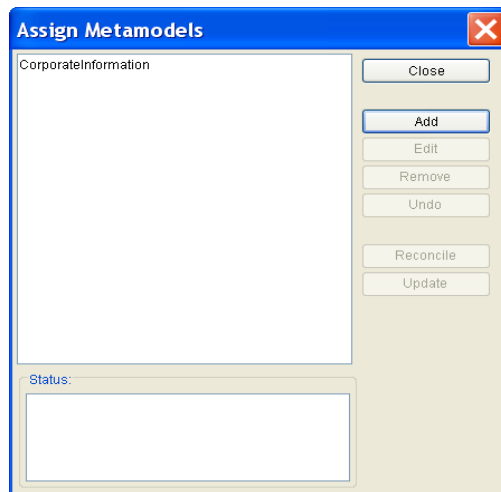 Assign Metamodels
CorporateInformation
Close
Add
Edit
Remove
Undo
Reconcile
Update
Status: